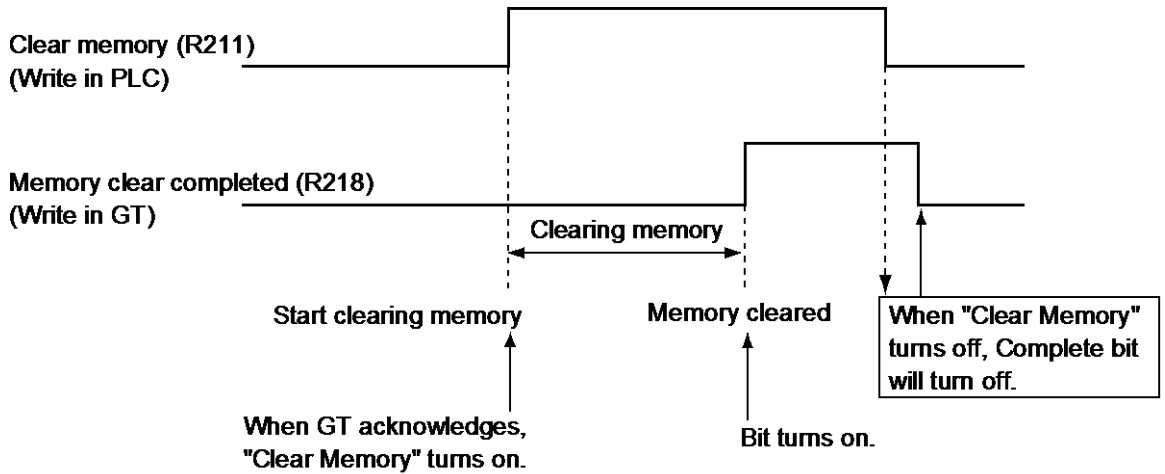 Clear memory (R211)
(Write in PLC)
Memory clear completed (R218)
(Write in GT)
Clearing memory
Start clearing memory
Memory cleared
When "Clear Memory"
turns off, Complete bit
will turn off.
When GT acknowledges,
"Clear Memory" turns on.
Bit turns on.